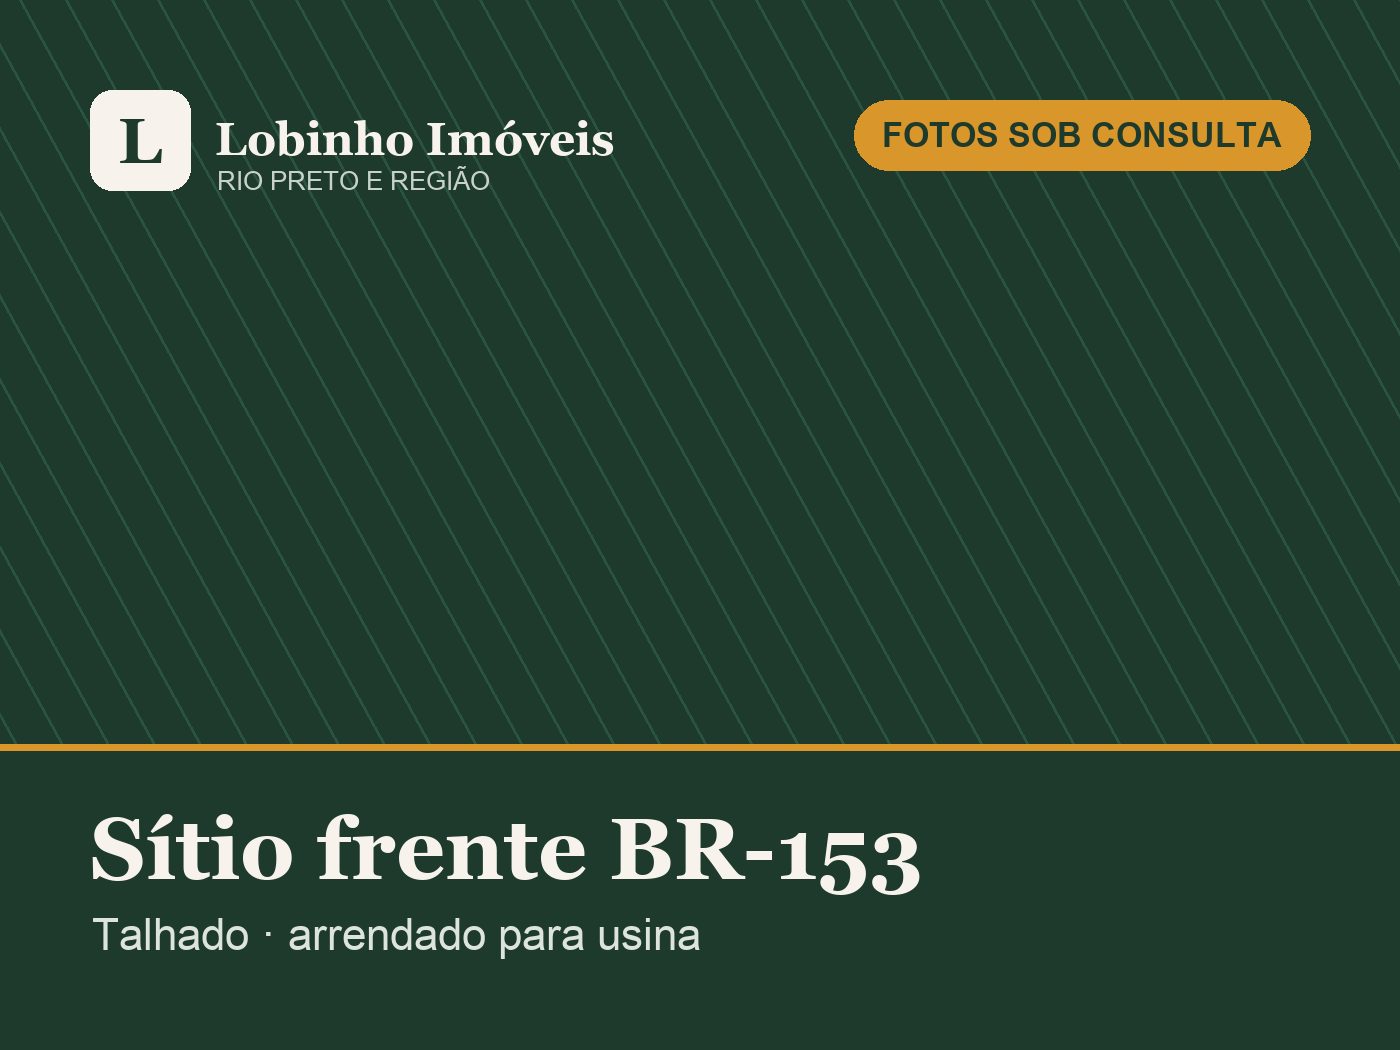 L
Lobinho Imóveis
RIO PRETO E REGIÃO
FOTOS SOB CONSULTA
Sítio frente BR-153
Talhado · arrendado para usina